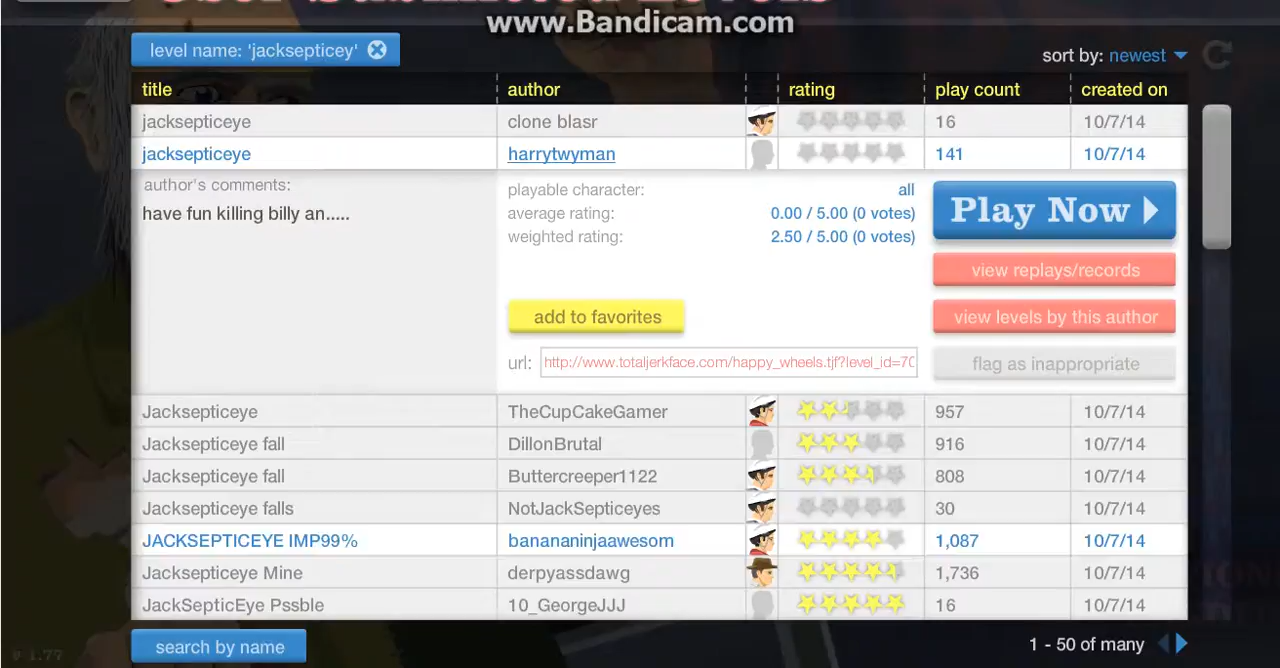 www.Bandicam.com
level name: 'jacksepticey'
sort by: newest
title author rating play count created on
jacksepticeye clone blasr 16 10/7/14
jacksepticeye harrytwyman 141 10/7/14
author's comments:
have fun killing billy an.....
playable character: all
average rating: 0.00 / 5.00 (0 votes)
weighted rating: 2.50 / 5.00 (0 votes)
add to favorites
url: http://www.totaljerkface.com/happy_wheels.tjf?level_id=70
Play Now
view replays/records
view levels by this author
flag as inappropriate
Jacksepticeye TheCupCakeGamer 957 10/7/14
Jacksepticeye fall DillonBrutal 916 10/7/14
Jacksepticeye fall Buttercreeper1122 808 10/7/14
Jacksepticeye falls NotJackSepticeyes 30 10/7/14
JACKSEPTICEYE IMP99% banananinjaawesom 1,087 10/7/14
Jacksepticeye Mine derpyassdawg 1,736 10/7/14
JackSepticEye Pssble 10_GeorgeJJJ 16 10/7/14
search by name
1 - 50 of many
v 1.77